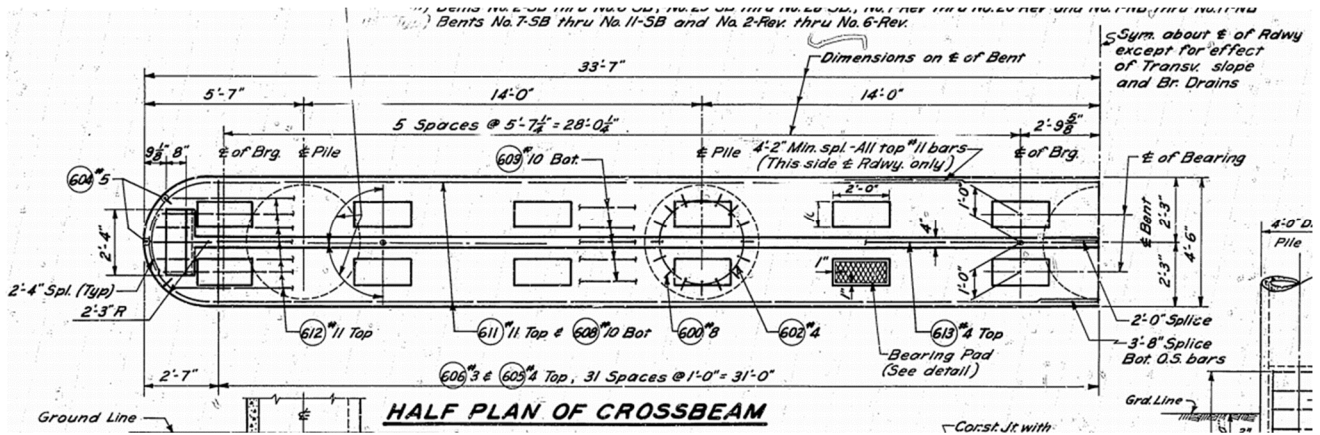 Bents No.7-SB thru No.11-SB and No.2-Rev. thru No.6-Rev.
Sym. about ℄ of Rdwy
except for effect
of Transv. slope
and Br. Drains
33'-7"
Dimensions on ℄ of Bent
5'-7"
14'-0"
14'-0"
5 Spaces @ 5'-7¼" = 28'-0¼"
2'-9⅝"
9⅛"
8"
℄ of Brg.
℄ Pile
609 #10 Bot.
℄ Pile
4'-2" Min. spl.-All top #11 bars
(This side ℄ Rdwy. only)
℄ of Brg.
℄ of Bearing
604 #5
2'-0"
1'-0"
1'-0"
4"
1"
1"
2'-4"
℄ Bent
2'-3"
2'-3"
4'-6"
4'-0" D.
Pile
2'-4" Spl. (Typ)
2'-3" R
612 #11 Top
611 #11 Top & 608 #10 Bot
600 #8
602 #4
613 #4 Top
2'-0" Splice
3'-8" Splice
Bot. O.S. bars
Bearing Pad
(See detail)
2'-7"
606 #3 & 605 #4 Top, 31 Spaces @ 1'-0" = 31'-0"
Ground Line
℄
HALF PLAN OF CROSSBEAM
Grd. Line
2"
Const. Jt. with